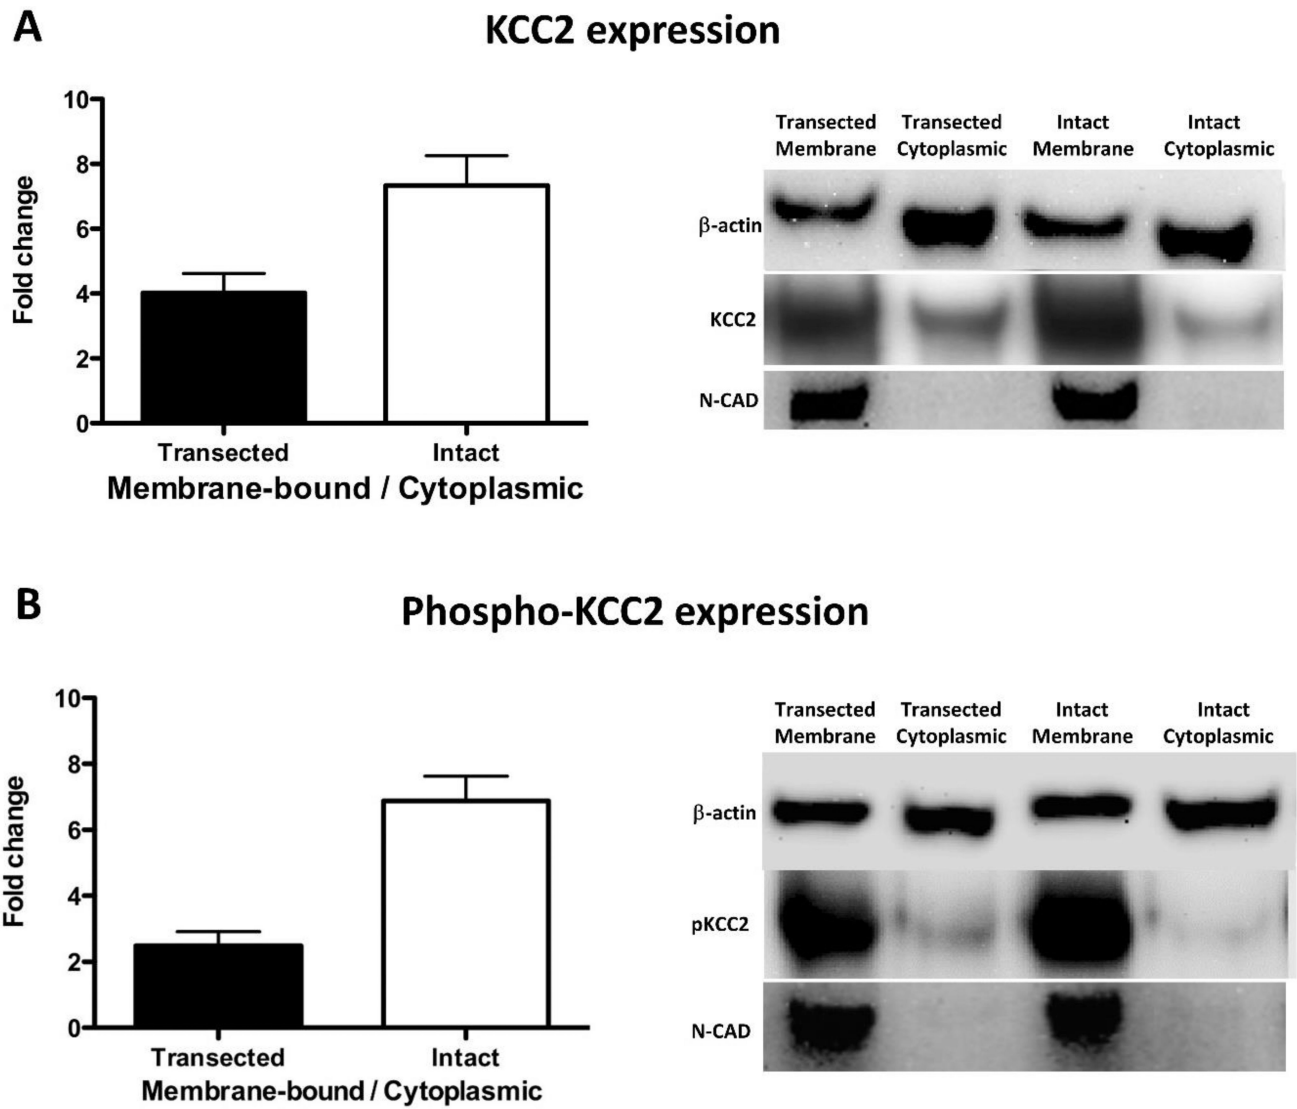 A
KCC2 expression
10
8
6
4
2
0
Fold change
Transected
Intact
Membrane-bound / Cytoplasmic
Transected Membrane
Transected Cytoplasmic
Intact Membrane
Intact Cytoplasmic
β-actin
KCC2
N-CAD
B
Phospho-KCC2 expression
10
8
6
4
2
0
Fold change
Transected
Intact
Membrane-bound / Cytoplasmic
Transected Membrane
Transected Cytoplasmic
Intact Membrane
Intact Cytoplasmic
β-actin
pKCC2
N-CAD